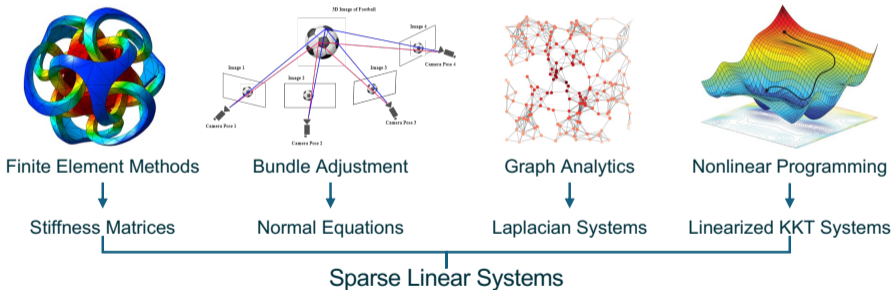 3D Image of Football
Image 1
Image 2
Image 3
Image 4
Camera Pose 1
Camera Pose 2
Camera Pose 3
Camera Pose 4
Finite Element Methods
Bundle Adjustment
Graph Analytics
Nonlinear Programming
Stiffness Matrices
Normal Equations
Laplacian Systems
Linearized KKT Systems
Sparse Linear Systems